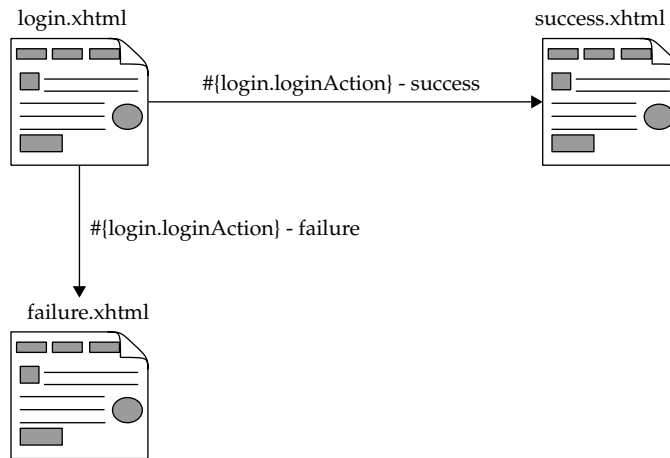 login.xhtml
success.xhtml
#{login.loginAction} - success
#{login.loginAction} - failure
failure.xhtml